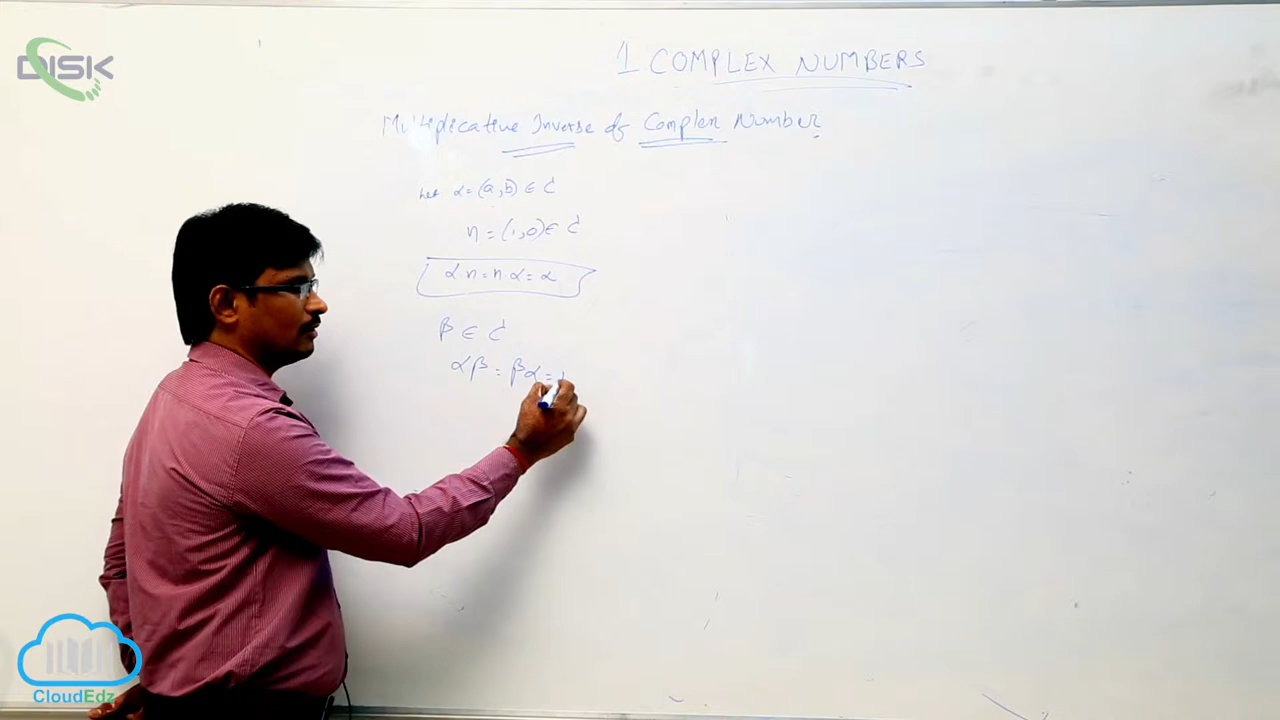 DISK
1 COMPLEX NUMBERS
Multiplicative Inverse of Complex Number
Let α = (a, b) ∈ C
n = (1, 0) ∈ C
α n = n α = α
β ∈ C
α β = β α =
CloudEdz